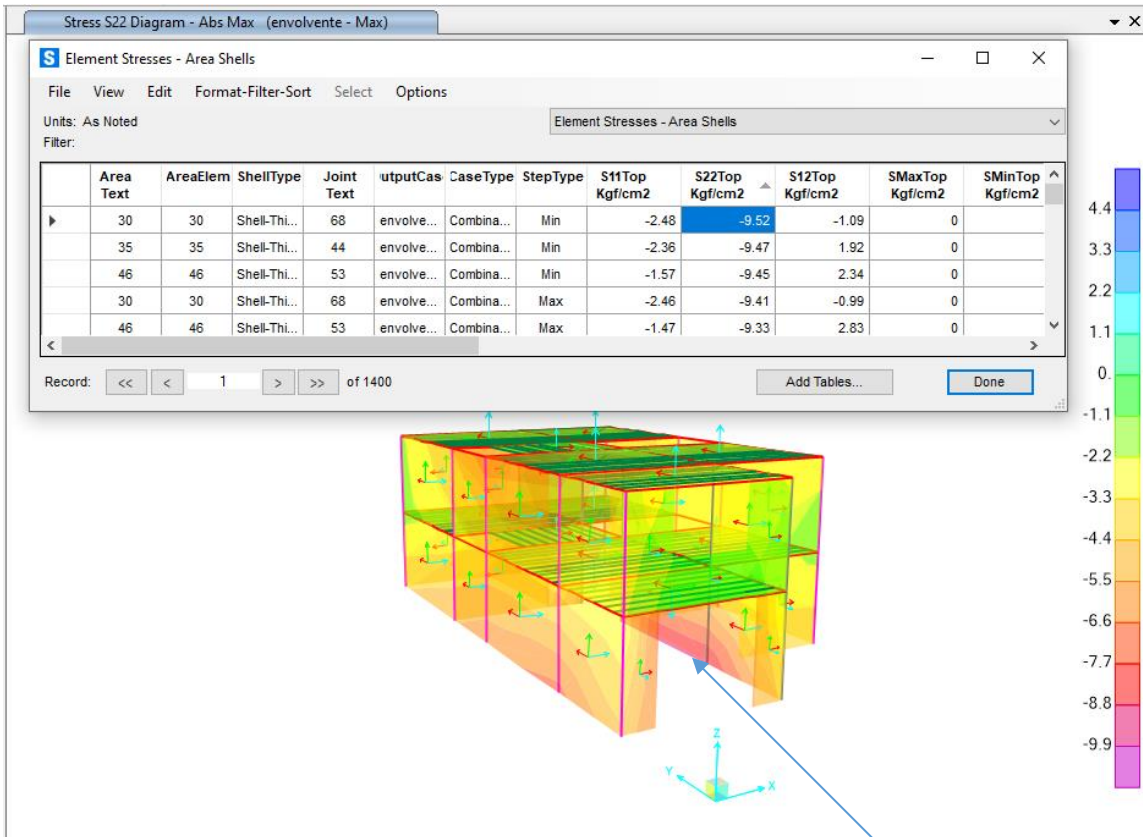 Stress S22 Diagram - Abs Max (envolvente - Max)
S Element Stresses - Area Shells
File View Edit Format-Filter-Sort Select Options
Units: As Noted Element Stresses - Area Shells
Filter:
Area Text AreaElem ShellType Joint Text utputCas CaseType StepType S11Top Kgf/cm2 S22Top Kgf/cm2 S12Top Kgf/cm2 SMaxTop Kgf/cm2 SMinTop Kgf/cm2
30 30 Shell-Thi... 68 envolve... Combina... Min -2.48 -9.52 -1.09 0
35 35 Shell-Thi... 44 envolve... Combina... Min -2.36 -9.47 1.92 0
46 46 Shell-Thi... 53 envolve... Combina... Min -1.57 -9.45 2.34 0
30 30 Shell-Thi... 68 envolve... Combina... Max -2.46 -9.41 -0.99 0
46 46 Shell-Thi... 53 envolve... Combina... Max -1.47 -9.33 2.83 0
Record: << < 1 > >> of 1400 Add Tables... Done
4.4
3.3
2.2
1.1
0.
-1.1
-2.2
-3.3
-4.4
-5.5
-6.6
-7.7
-8.8
-9.9
Z
Y
X